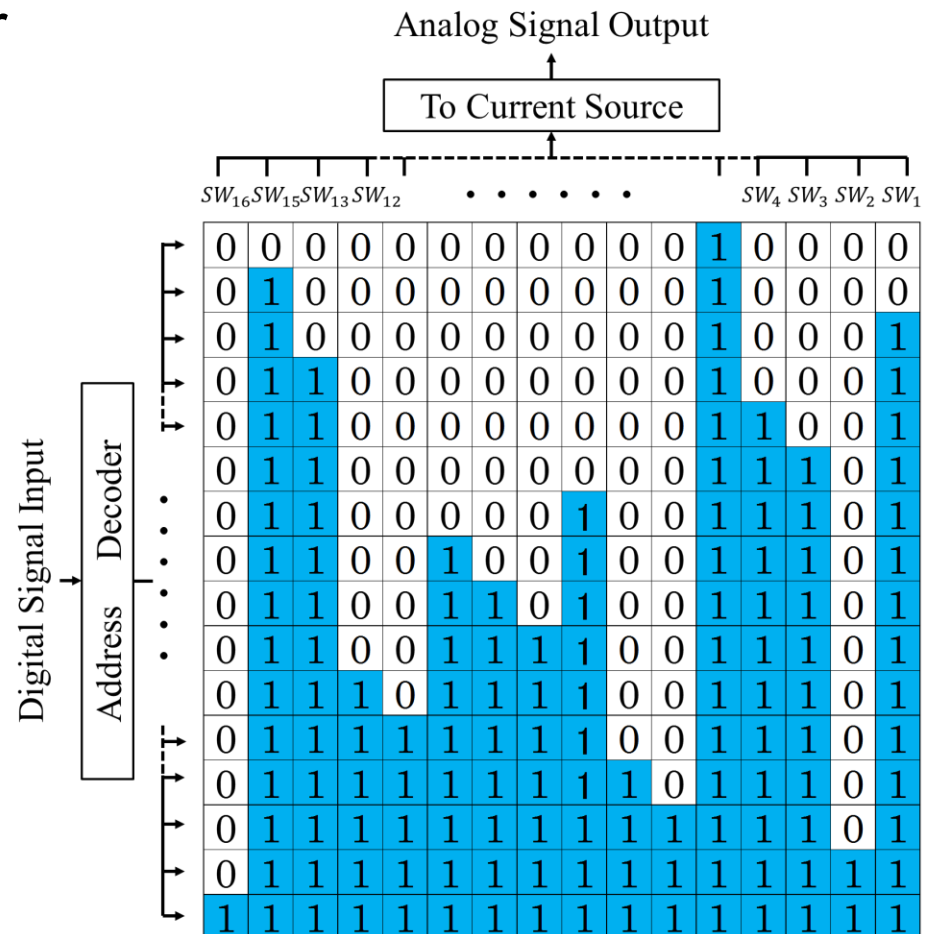 Analog Signal Output
To Current Source
SW₁₆ SW₁₅ SW₁₃ SW₁₂ · · · · · · SW₄ SW₃ SW₂ SW₁
0 0 0 0 0 0 0 0 0 0 0 1 0 0 0 0
0 1 0 0 0 0 0 0 0 0 0 1 0 0 0 0
0 1 0 0 0 0 0 0 0 0 0 1 0 0 0 1
0 1 1 0 0 0 0 0 0 0 0 1 0 0 0 1
0 1 1 0 0 0 0 0 0 0 0 1 1 0 0 1
0 1 1 0 0 0 0 0 0 0 0 1 1 1 0 1
0 1 1 0 0 0 0 0 1 0 0 1 1 1 0 1
0 1 1 0 0 1 0 0 1 0 0 1 1 1 0 1
0 1 1 0 0 1 1 0 1 0 0 1 1 1 0 1
0 1 1 0 0 1 1 1 1 0 0 1 1 1 0 1
0 1 1 1 0 1 1 1 1 0 0 1 1 1 0 1
0 1 1 1 1 1 1 1 1 0 0 1 1 1 0 1
0 1 1 1 1 1 1 1 1 1 0 1 1 1 0 1
0 1 1 1 1 1 1 1 1 1 1 1 1 1 0 1
0 1 1 1 1 1 1 1 1 1 1 1 1 1 1 1
1 1 1 1 1 1 1 1 1 1 1 1 1 1 1 1
Digital Signal Input
Address Decoder